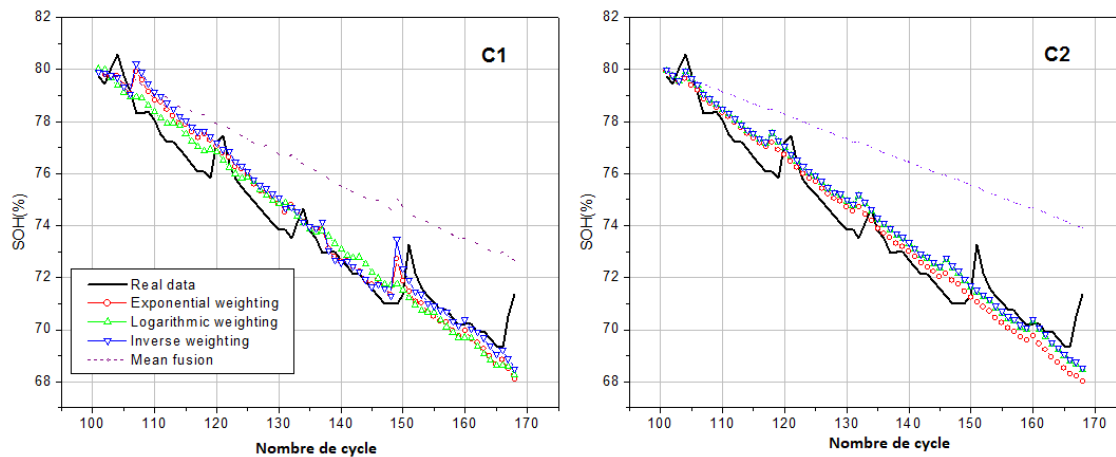 82
80
78
76
74
72
70
68
SOH(%)
C1
Real data
Exponential weighting
Logarithmic weighting
Inverse weighting
Mean fusion
100 110 120 130 140 150 160 170
Nombre de cycle
82
80
78
76
74
72
70
68
SOH(%)
C2
100 110 120 130 140 150 160 170
Nombre de cycle